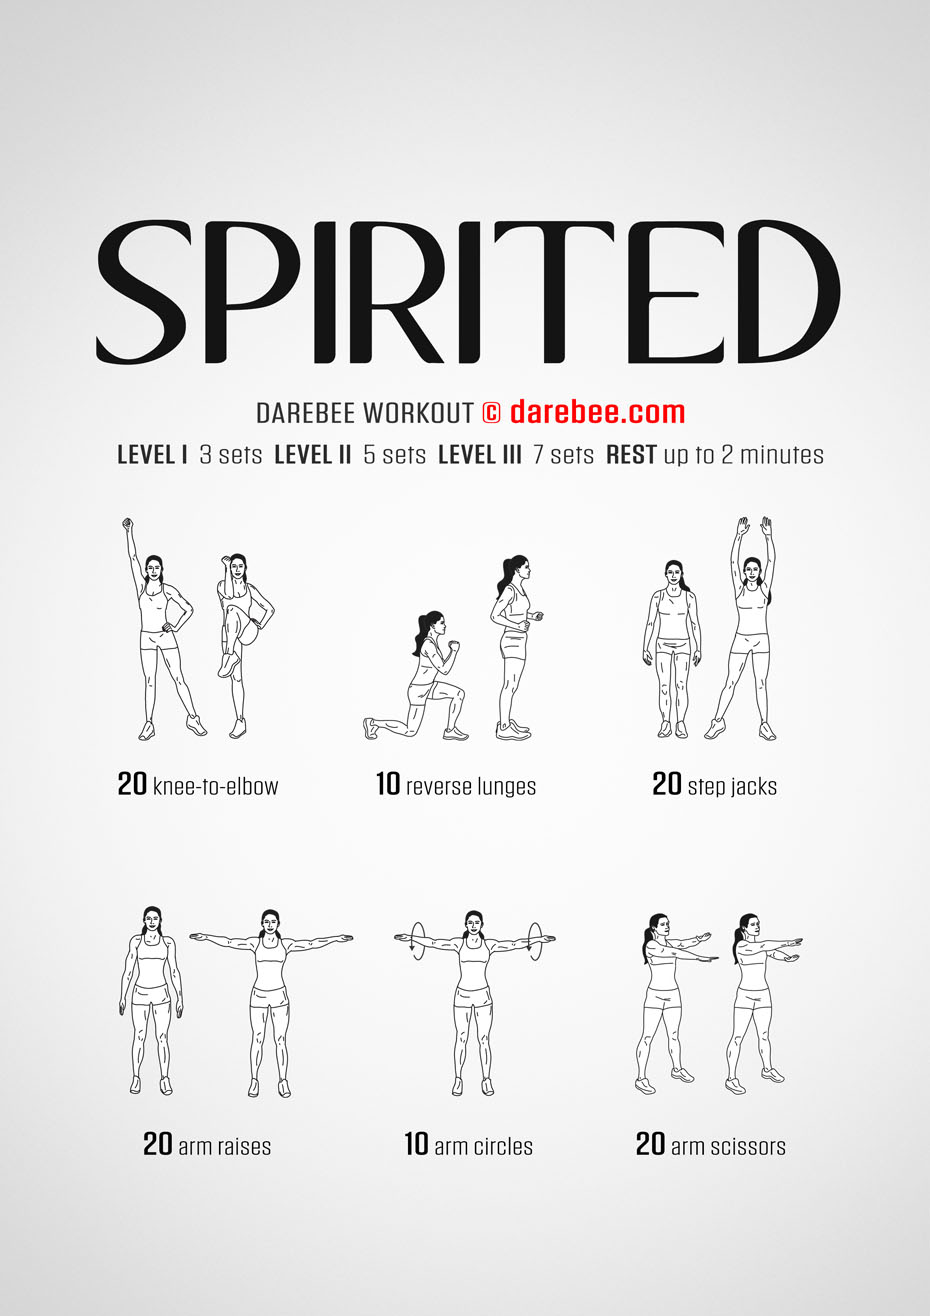 SPIRITED
DAREBEE WORKOUT © darebee.com
LEVEL I 3 sets LEVEL II 5 sets LEVEL III 7 sets REST up to 2 minutes
20 knee-to-elbow
10 reverse lunges
20 step jacks
20 arm raises
10 arm circles
20 arm scissors